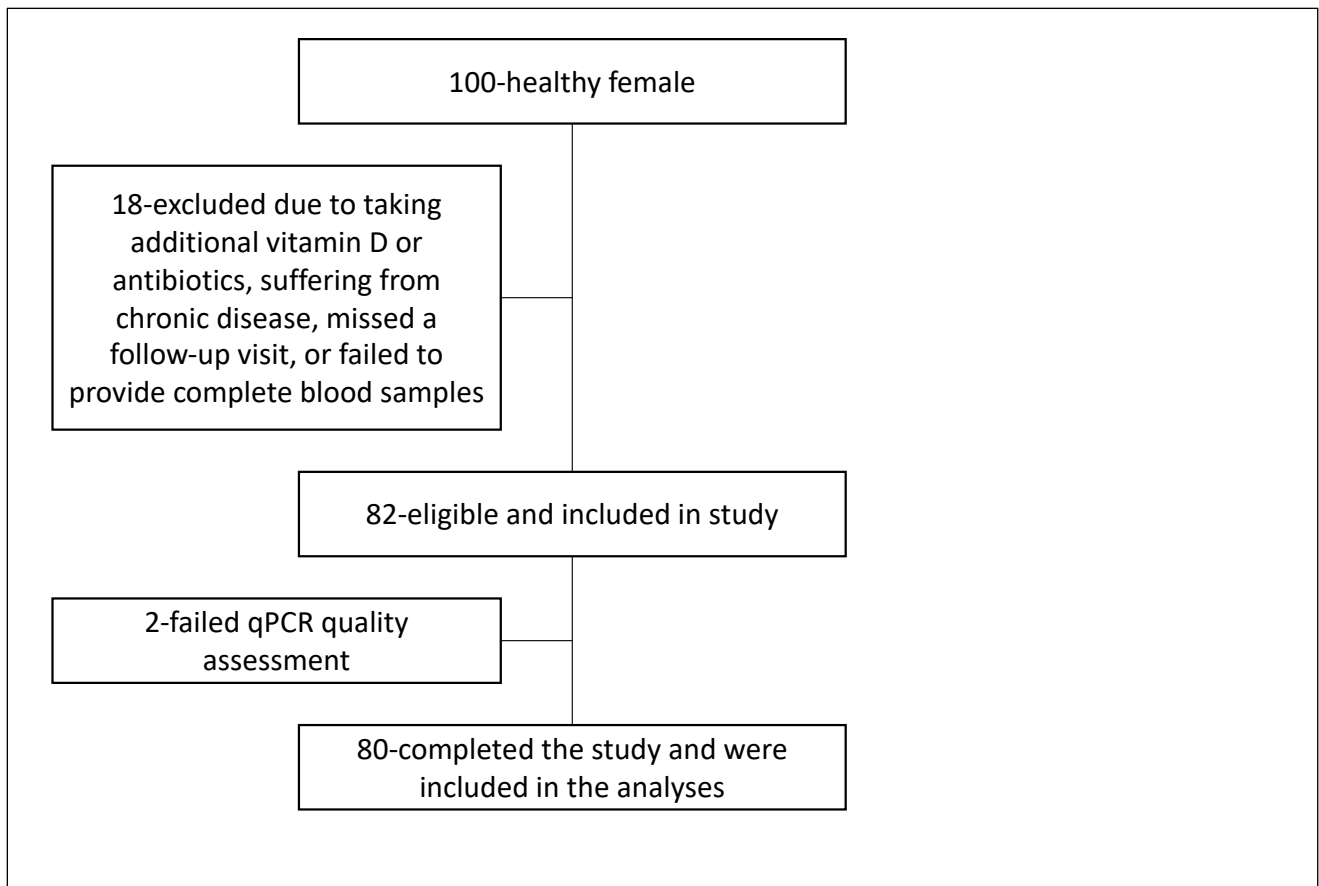 100-healthy female
18-excluded due to taking
additional vitamin D or
antibiotics, suffering from
chronic disease, missed a
follow-up visit, or failed to
provide complete blood samples
82-eligible and included in study
2-failed qPCR quality
assessment
80-completed the study and were
included in the analyses